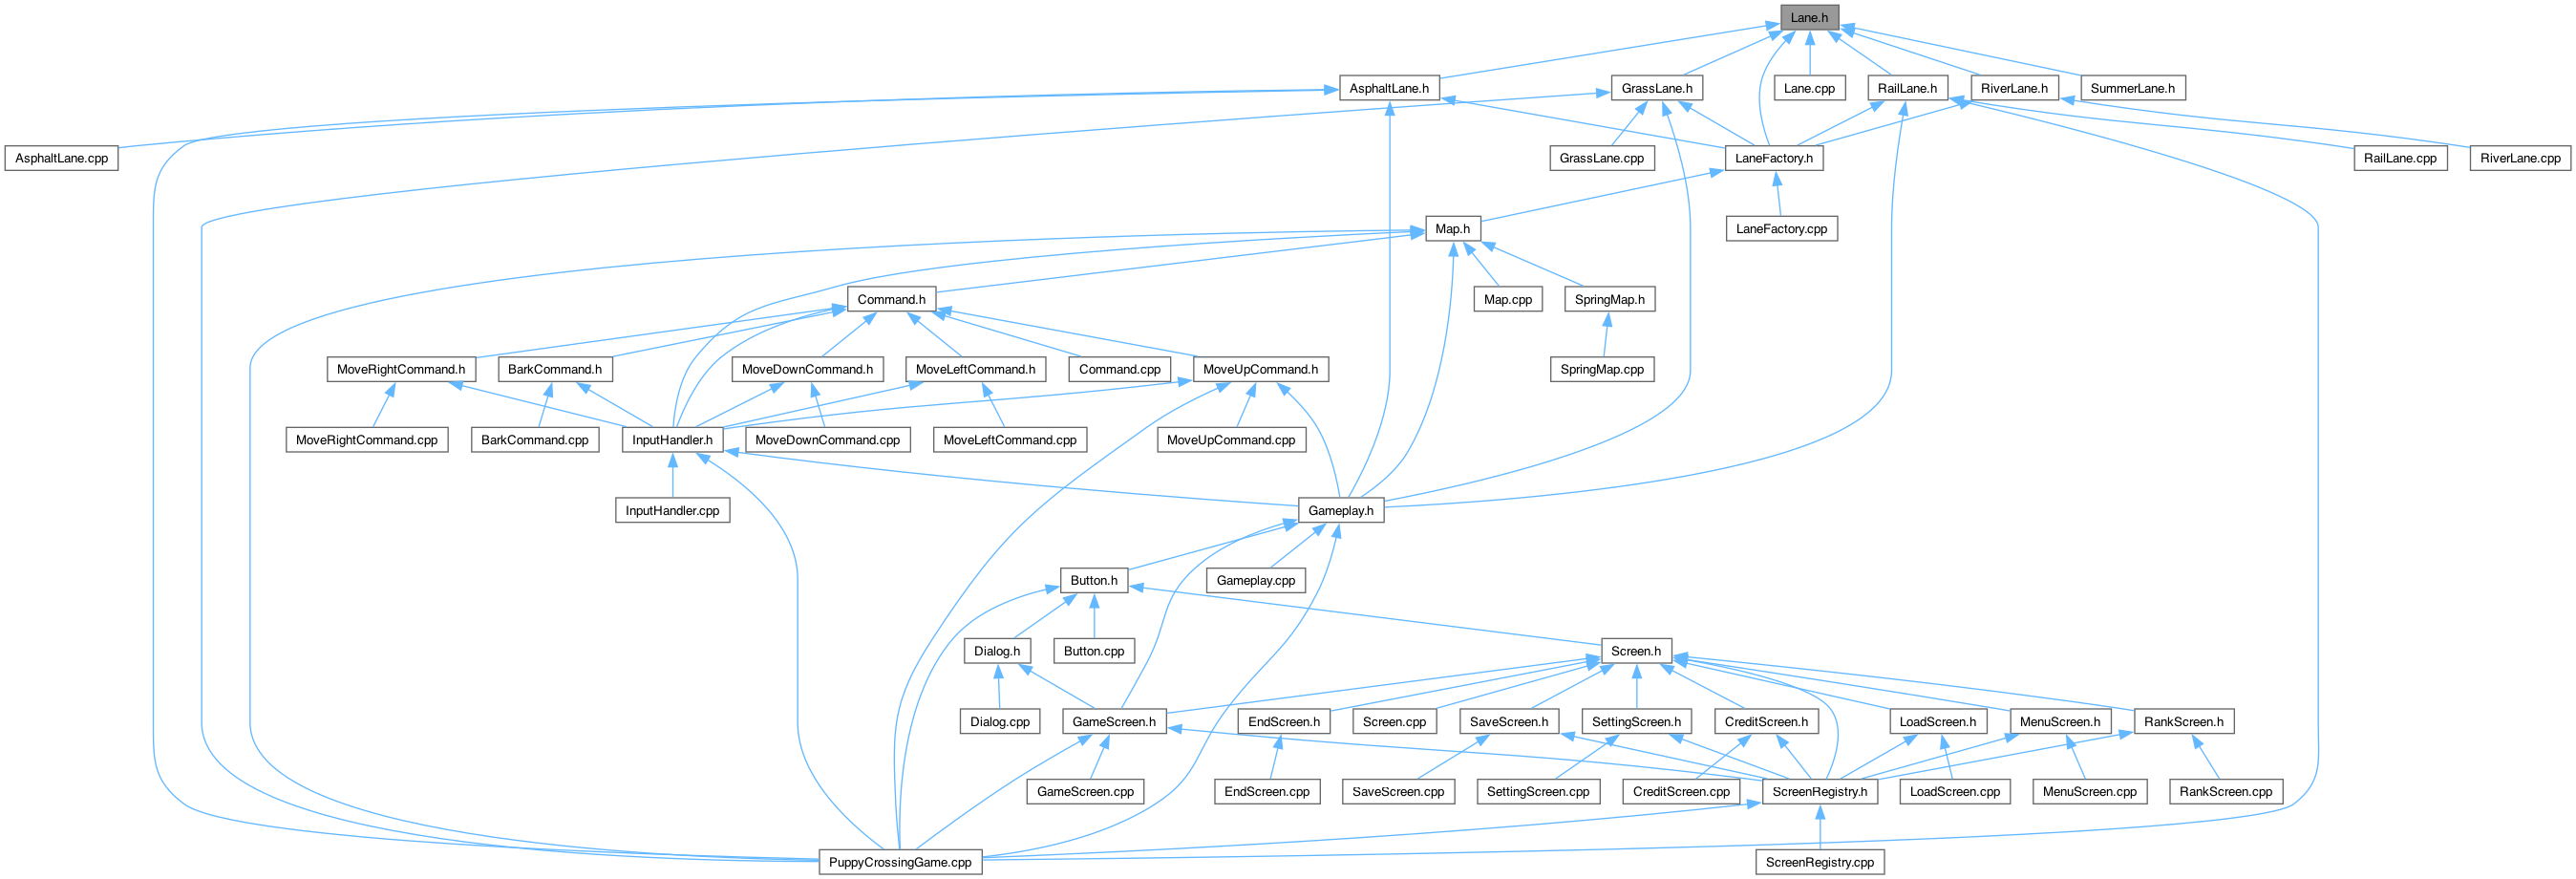 Lane.h
AsphaltLane.h
GrassLane.h
Lane.cpp
RailLane.h
RiverLane.h
SummerLane.h
AsphaltLane.cpp
GrassLane.cpp
LaneFactory.h
RailLane.cpp
RiverLane.cpp
Map.h
LaneFactory.cpp
Command.h
Map.cpp
SpringMap.h
MoveRightCommand.h
BarkCommand.h
MoveDownCommand.h
MoveLeftCommand.h
Command.cpp
MoveUpCommand.h
SpringMap.cpp
MoveRightCommand.cpp
BarkCommand.cpp
InputHandler.h
MoveDownCommand.cpp
MoveLeftCommand.cpp
MoveUpCommand.cpp
InputHandler.cpp
Gameplay.h
Button.h
Gameplay.cpp
Dialog.h
Button.cpp
Screen.h
Dialog.cpp
GameScreen.h
EndScreen.h
Screen.cpp
SaveScreen.h
SettingScreen.h
CreditScreen.h
LoadScreen.h
MenuScreen.h
RankScreen.h
GameScreen.cpp
EndScreen.cpp
SaveScreen.cpp
SettingScreen.cpp
CreditScreen.cpp
ScreenRegistry.h
LoadScreen.cpp
MenuScreen.cpp
RankScreen.cpp
PuppyCrossingGame.cpp
ScreenRegistry.cpp